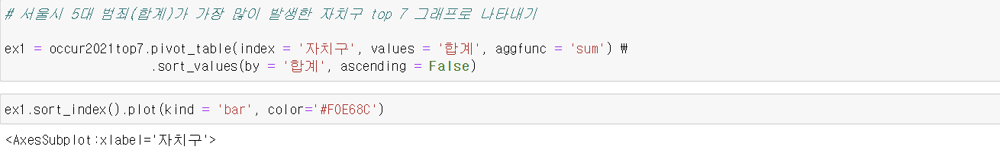 # 서울시 5대 범죄(합계)가 가장 많이 발생한 자치구 top 7 그래프로 나타내기
ex1 = occur2021top7.pivot_table(index = '자치구', values = '합계', aggfunc = 'sum') ₩
.sort_values(by = '합계', ascending = False)
ex1.sort_index().plot(kind = 'bar', color='#F0E68C')
<AxesSubplot:xlabel='자치구'>